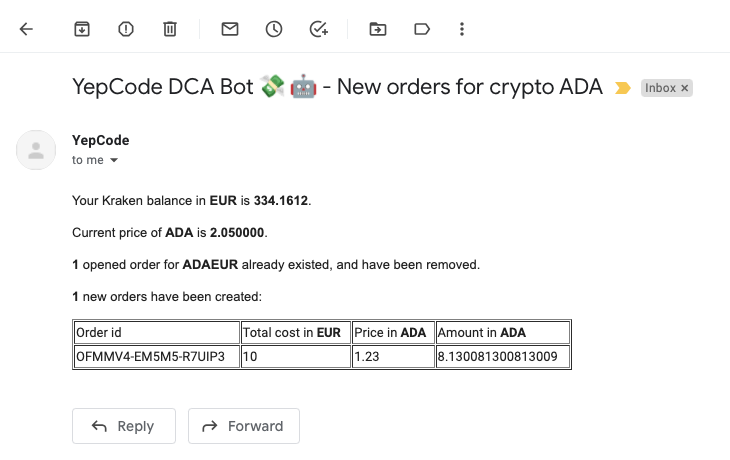 YepCode DCA Bot 💸 🤖 - New orders for crypto ADA Inbox ×
YepCode
to me
Your Kraken balance in EUR is 334.1612.
Current price of ADA is 2.050000.
1 opened order for ADAEUR already existed, and have been removed.
1 new orders have been created:
Order id Total cost in EUR Price in ADA Amount in ADA
OFMMV4-EM5M5-R7UIP3 10 1.23 8.130081300813009
Reply Forward